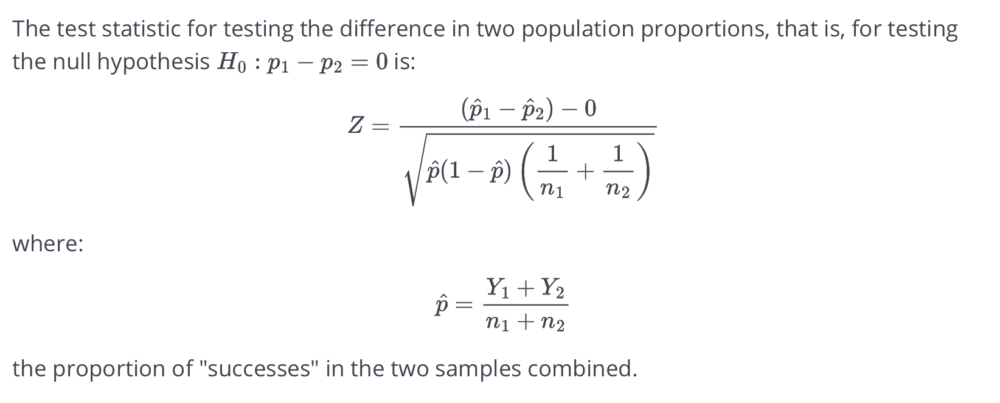 The test statistic for testing the difference in two population proportions, that is, for testing
the null hypothesis $H_0 : p_1 - p_2 = 0$ is:
$$Z = \frac{(\hat{p}_1 - \hat{p}_2) - 0}{\sqrt{\hat{p}(1 - \hat{p})\left(\frac{1}{n_1} + \frac{1}{n_2}\right)}}$$
where:
$$\hat{p} = \frac{Y_1 + Y_2}{n_1 + n_2}$$
the proportion of "successes" in the two samples combined.